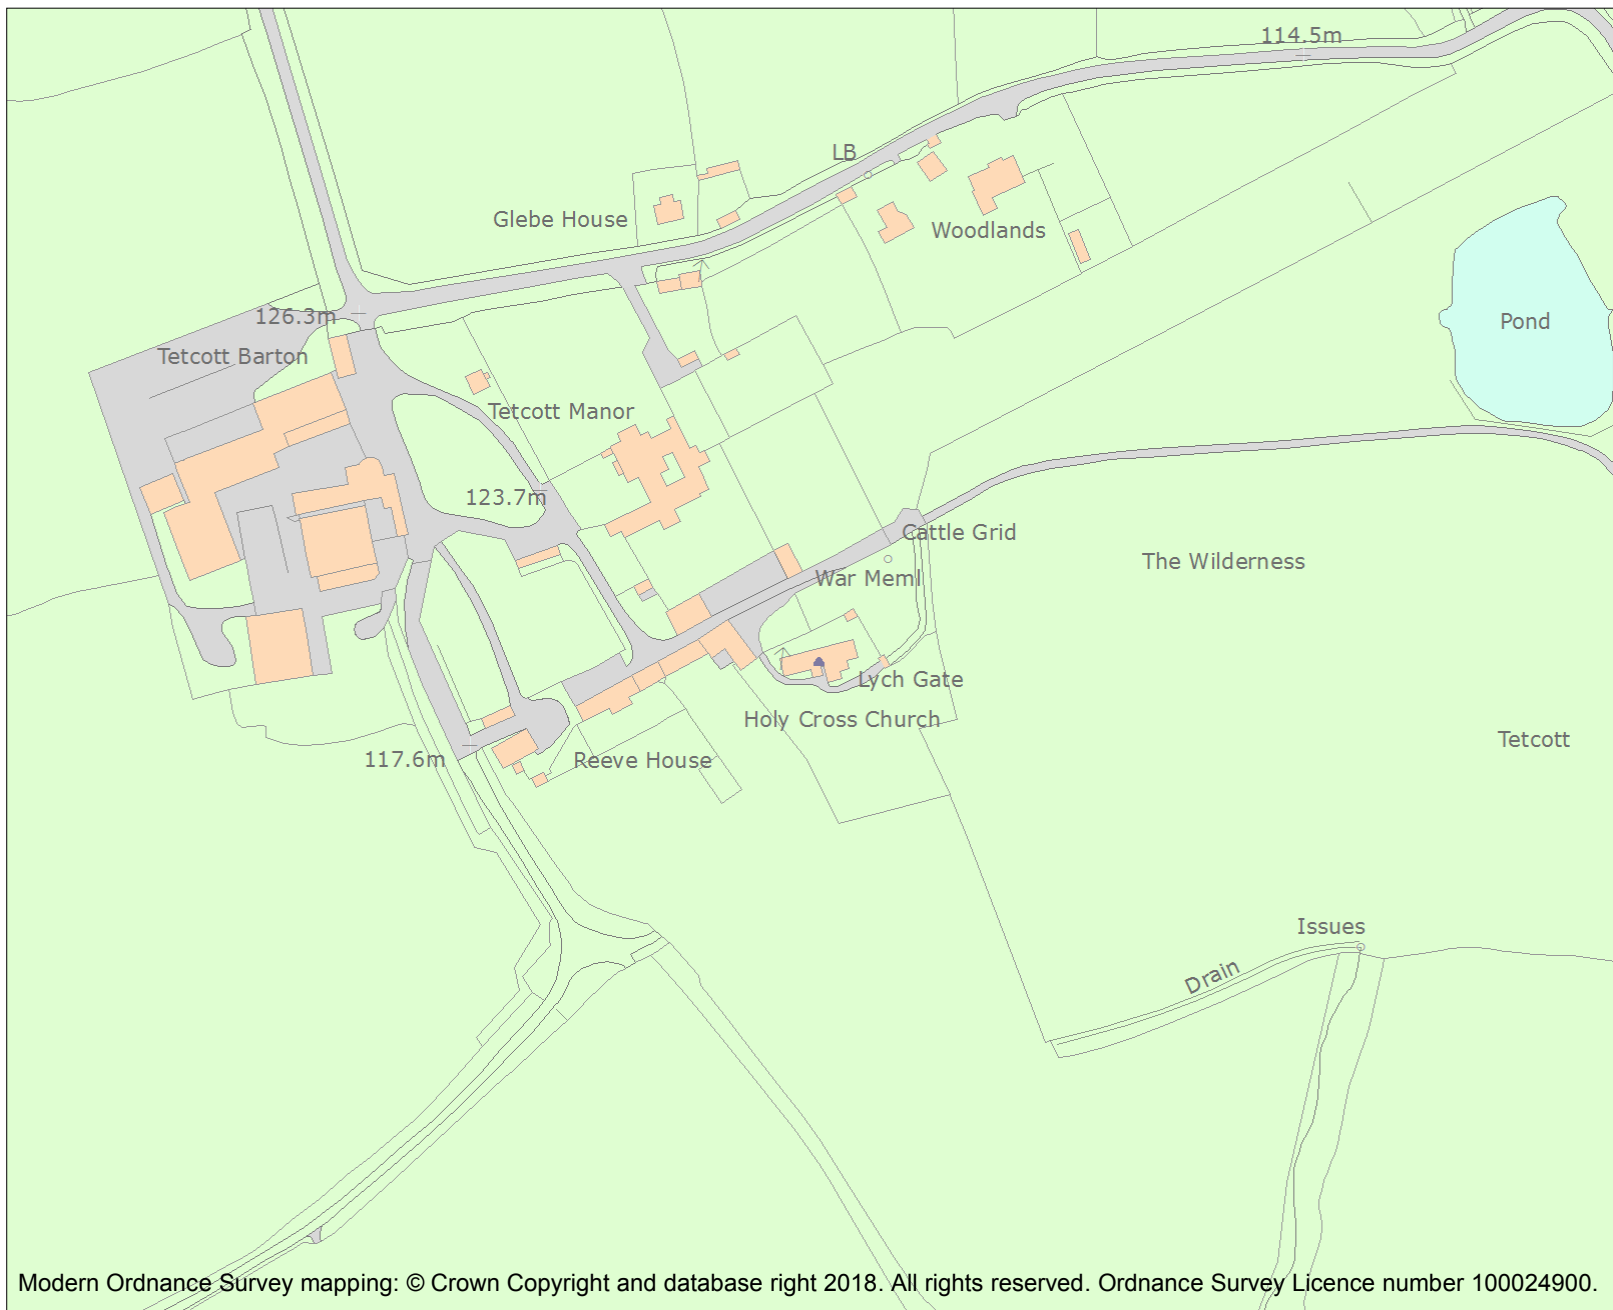 114.5m
LB
Glebe House
Woodlands
126.3m
Pond
Tetcott Barton
Tetcott Manor
123.7m
Cattle Grid
The Wilderness
War Meml
Lych Gate
Holy Cross Church
Tetcott
117.6m
Reeve House
Issues
Drain
Modern Ordnance Survey mapping: © Crown Copyright and database right 2018. All rights reserved. Ordnance Survey Licence number 100024900.